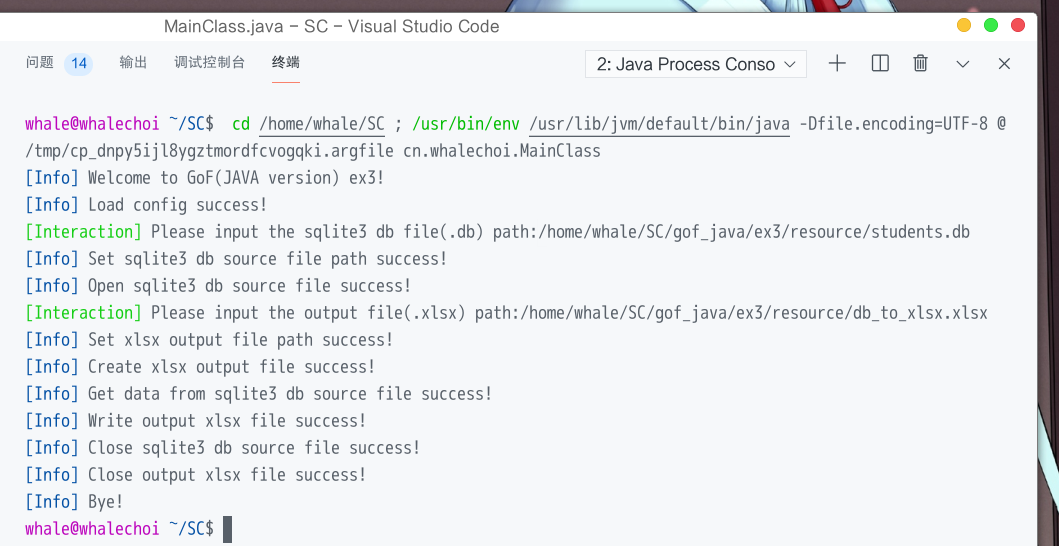 MainClass.java - SC - Visual Studio Code
问题 14 输出 调试控制台 终端 2: Java Process Conso
whale@whalechoi ~/SC$ cd /home/whale/SC ; /usr/bin/env /usr/lib/jvm/default/bin/java -Dfile.encoding=UTF-8 @
/tmp/cp_dnpy5ijl8ygztmordfcvogqki.argfile cn.whalechoi.MainClass
[Info] Welcome to GoF(JAVA version) ex3!
[Info] Load config success!
[Interaction] Please input the sqlite3 db file(.db) path:/home/whale/SC/gof_java/ex3/resource/students.db
[Info] Set sqlite3 db source file path success!
[Info] Open sqlite3 db source file success!
[Interaction] Please input the output file(.xlsx) path:/home/whale/SC/gof_java/ex3/resource/db_to_xlsx.xlsx
[Info] Set xlsx output file path success!
[Info] Create xlsx output file success!
[Info] Get data from sqlite3 db source file success!
[Info] Write output xlsx file success!
[Info] Close sqlite3 db source file success!
[Info] Close output xlsx file success!
[Info] Bye!
whale@whalechoi ~/SC$